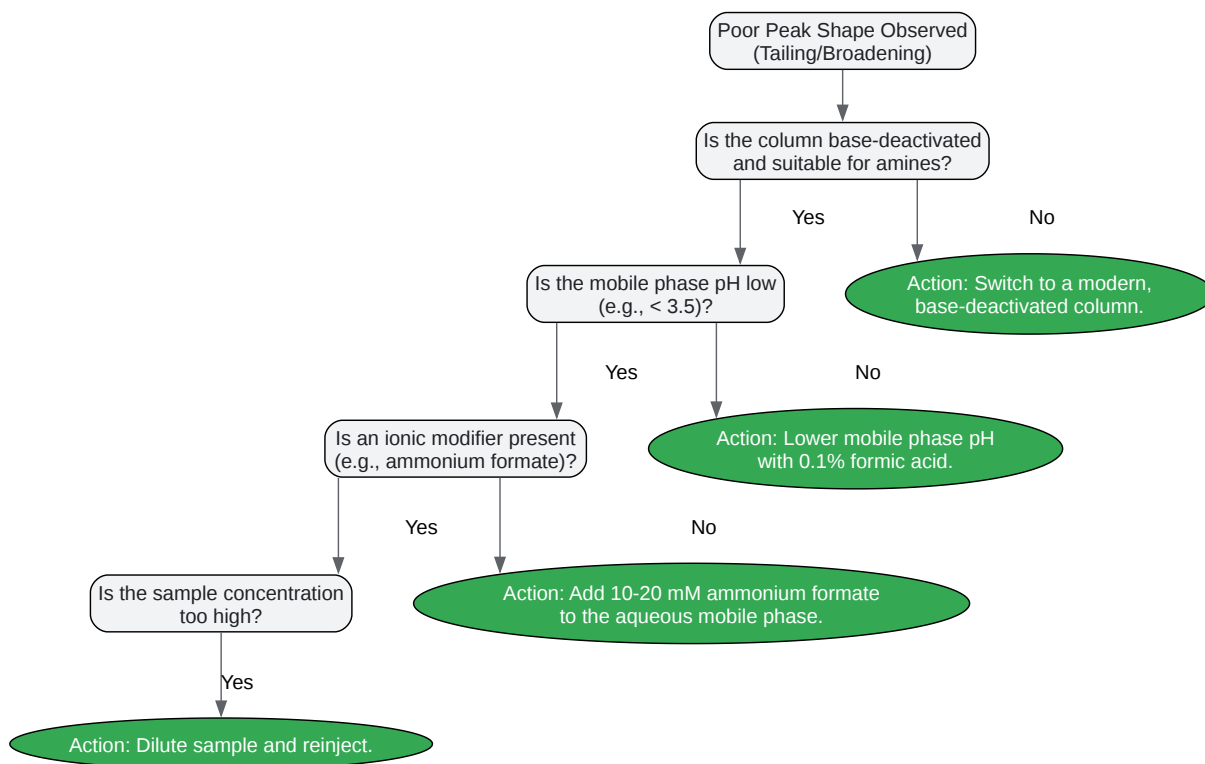 Poor Peak Shape Observed
(Tailing/Broadening)
Is the column base-deactivated
and suitable for amines?
Yes
No
Is the mobile phase pH low
(e.g., < 3.5)?
Action: Switch to a modern,
base-deactivated column.
Yes
No
Is an ionic modifier present
(e.g., ammonium formate)?
Action: Lower mobile phase pH
with 0.1% formic acid.
Yes
No
Is the sample concentration
too high?
Action: Add 10-20 mM ammonium formate
to the aqueous mobile phase.
Yes
Action: Dilute sample and reinject.